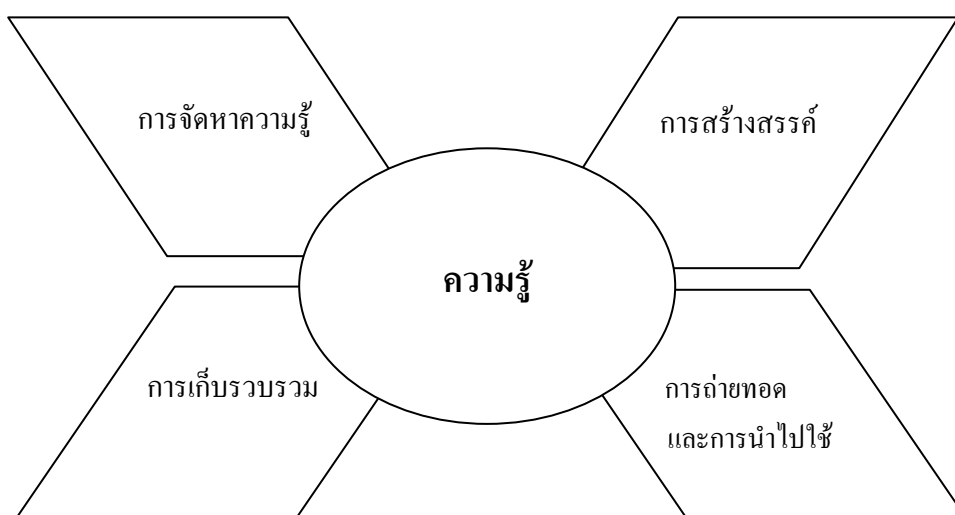 การจัดหาความรู้
การสร้างสรรค์
ความรู้
การเก็บรวบรวม
การถ่ายทอด
และการนำไปใช้